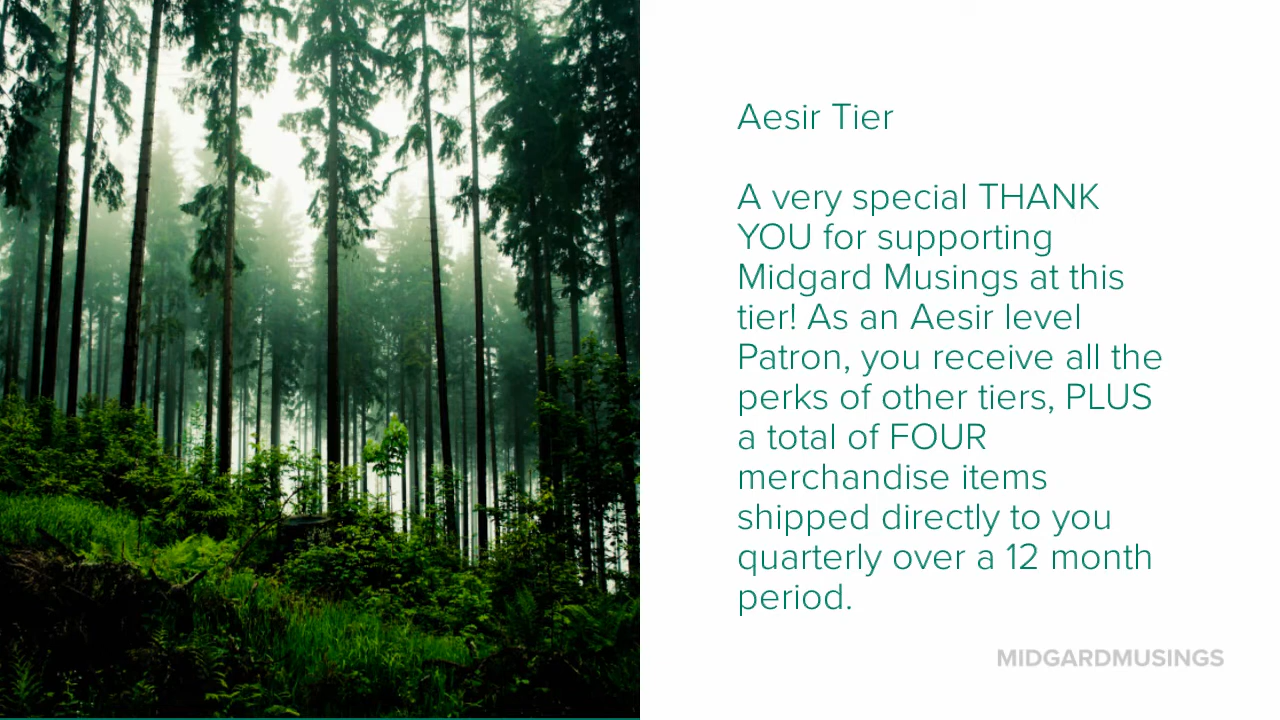 Aesir Tier
A very special THANK
YOU for supporting
Midgard Musings at this
tier! As an Aesir level
Patron, you receive all the
perks of other tiers, PLUS
a total of FOUR
merchandise items
shipped directly to you
quarterly over a 12 month
period.
MIDGARDMUSINGS